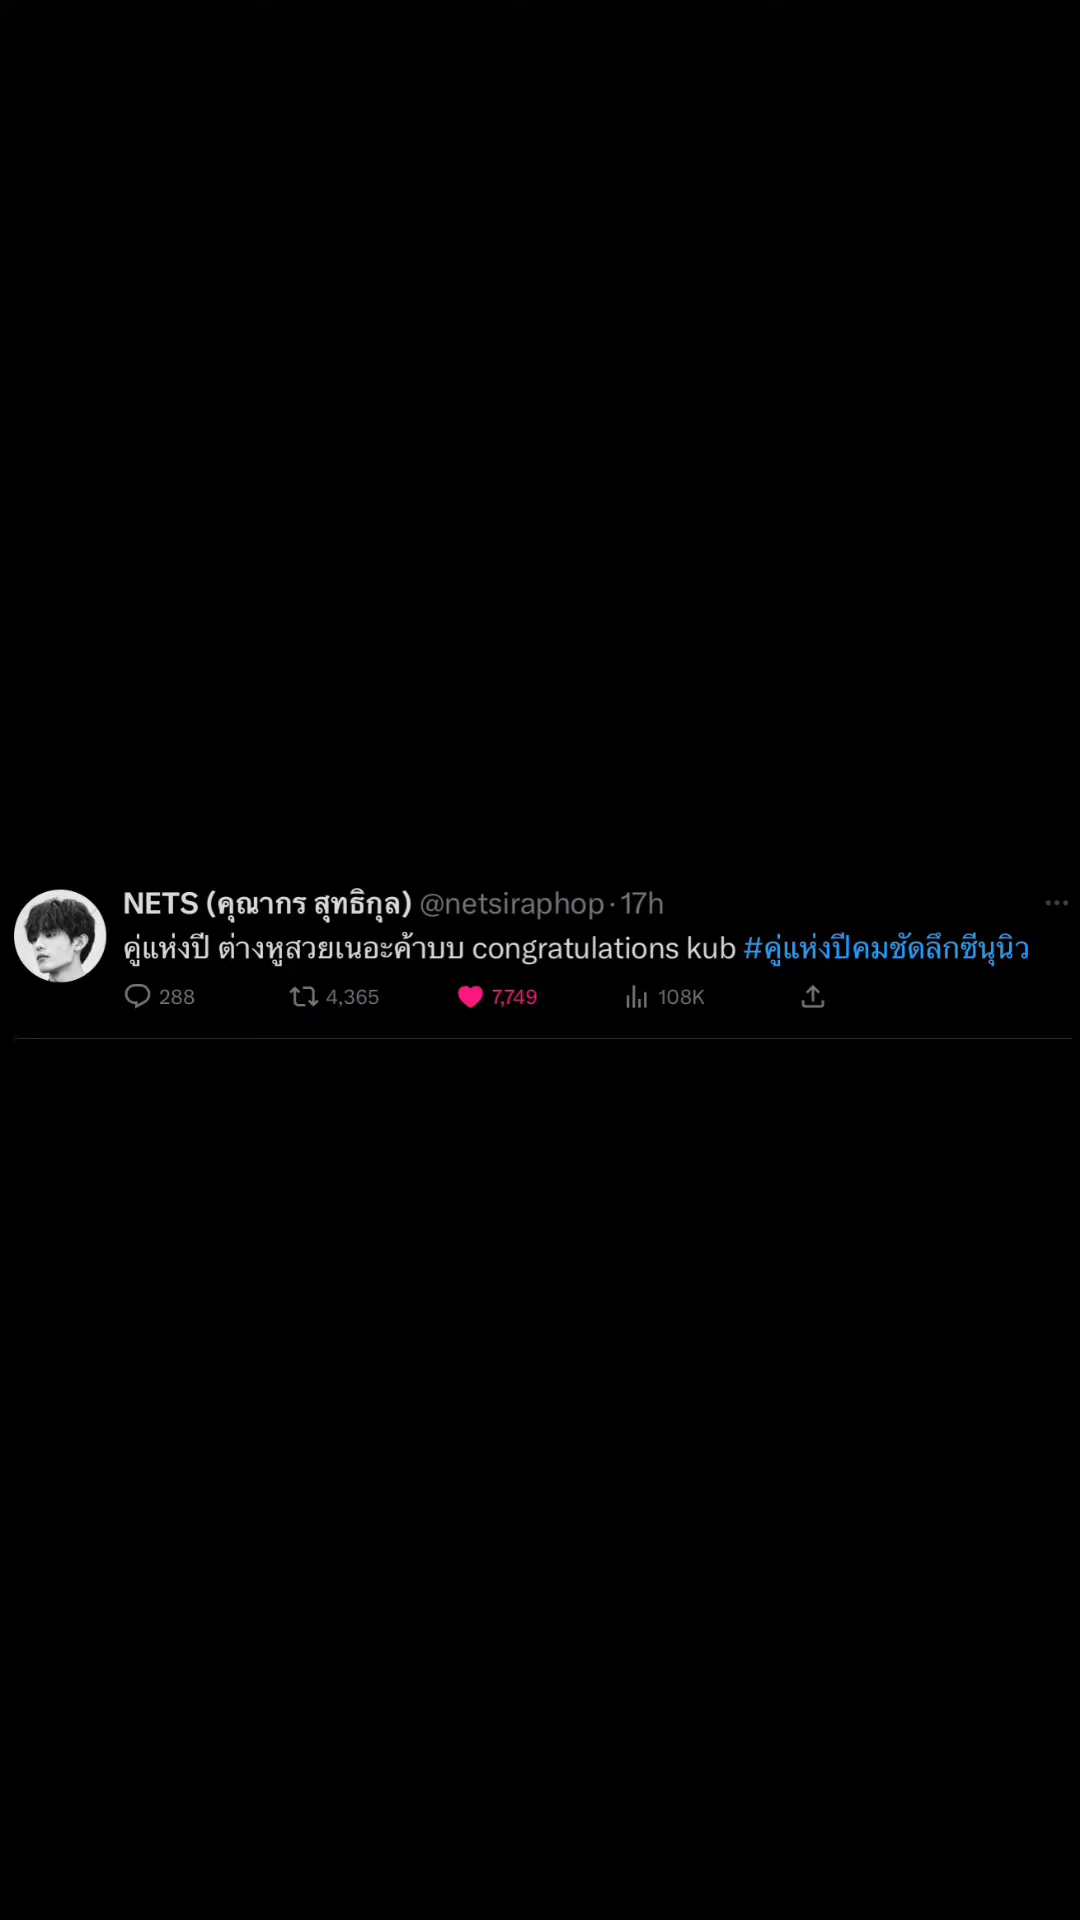 NETS (คุณากร สุทธิกุล) @netsiraphop · 17h
คู่แห่งปี ต่างหูสวยเนอะค้าบบ congratulations kub #คู่แห่งปีคมชัดลึกซีนุนิว
288 4,365 7,749 108K